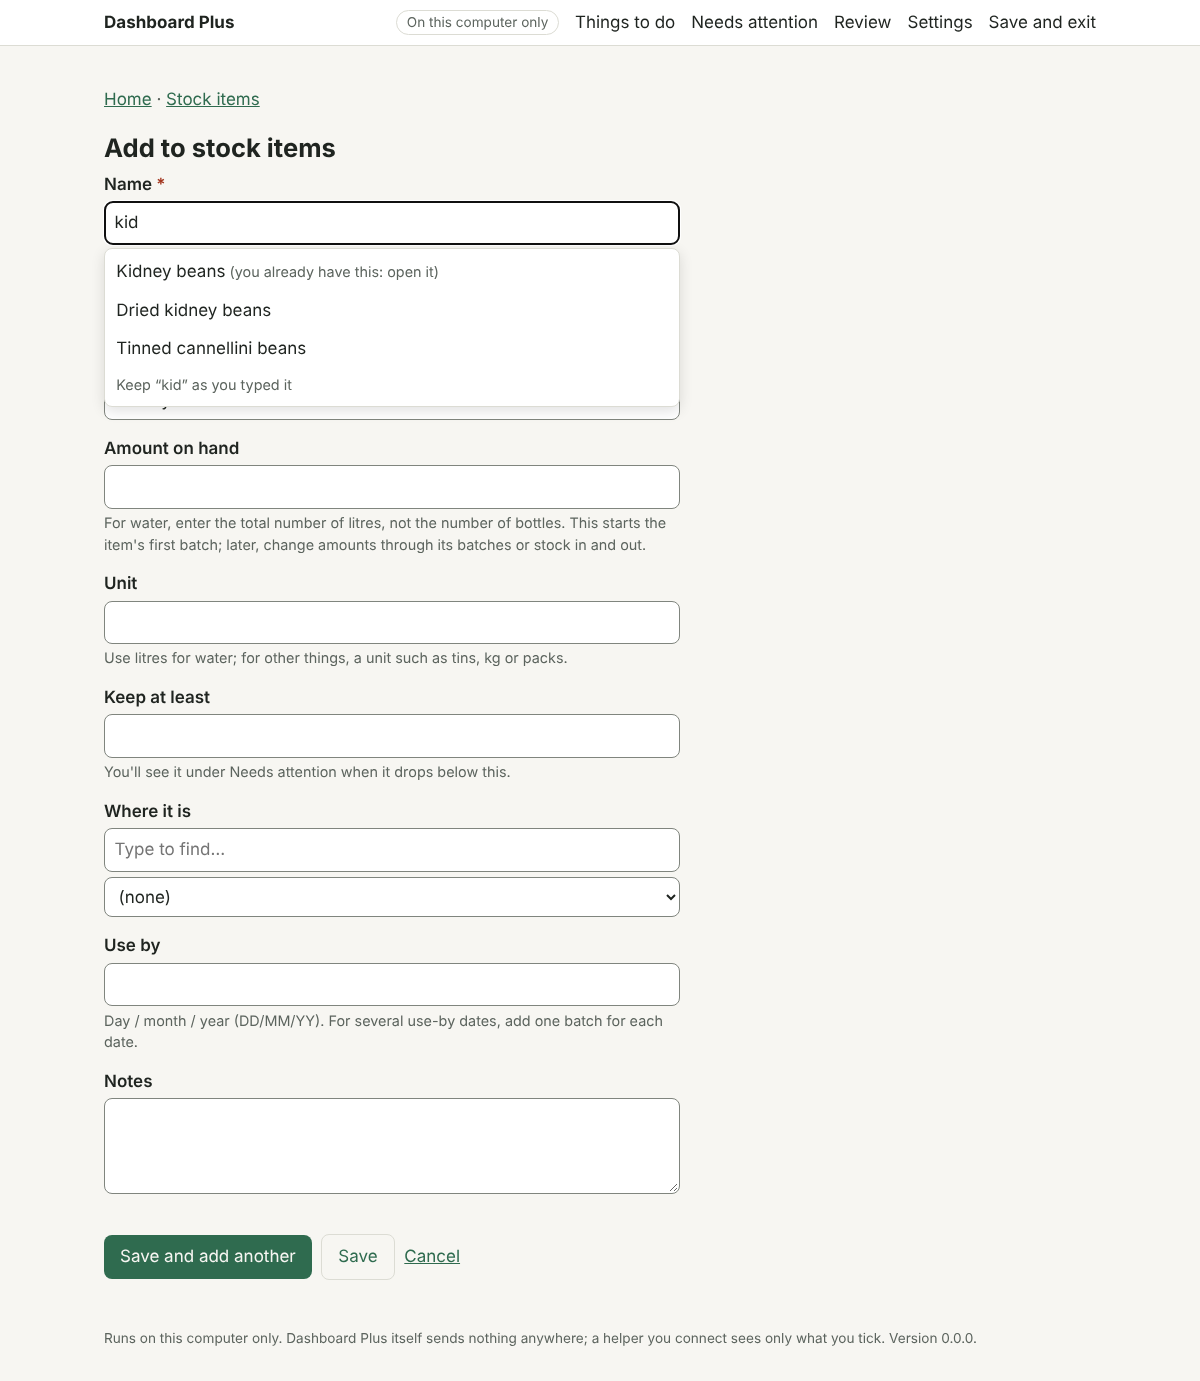 Dashboard Plus
On this computer only
Things to do
Needs attention
Review
Settings
Save and exit
Home · Stock items
Add to stock items
Name *
kid
Kidney beans (you already have this: open it)
Dried kidney beans
Tinned cannellini beans
Keep “kid” as you typed it
Amount on hand
For water, enter the total number of litres, not the number of bottles. This starts the
item's first batch; later, change amounts through its batches or stock in and out.
Unit
Use litres for water; for other things, a unit such as tins, kg or packs.
Keep at least
You'll see it under Needs attention when it drops below this.
Where it is
Type to find...
(none)
Use by
Day / month / year (DD/MM/YY). For several use-by dates, add one batch for each
date.
Notes
Save and add another
Save
Cancel
Runs on this computer only. Dashboard Plus itself sends nothing anywhere; a helper you connect sees only what you tick. Version 0.0.0.